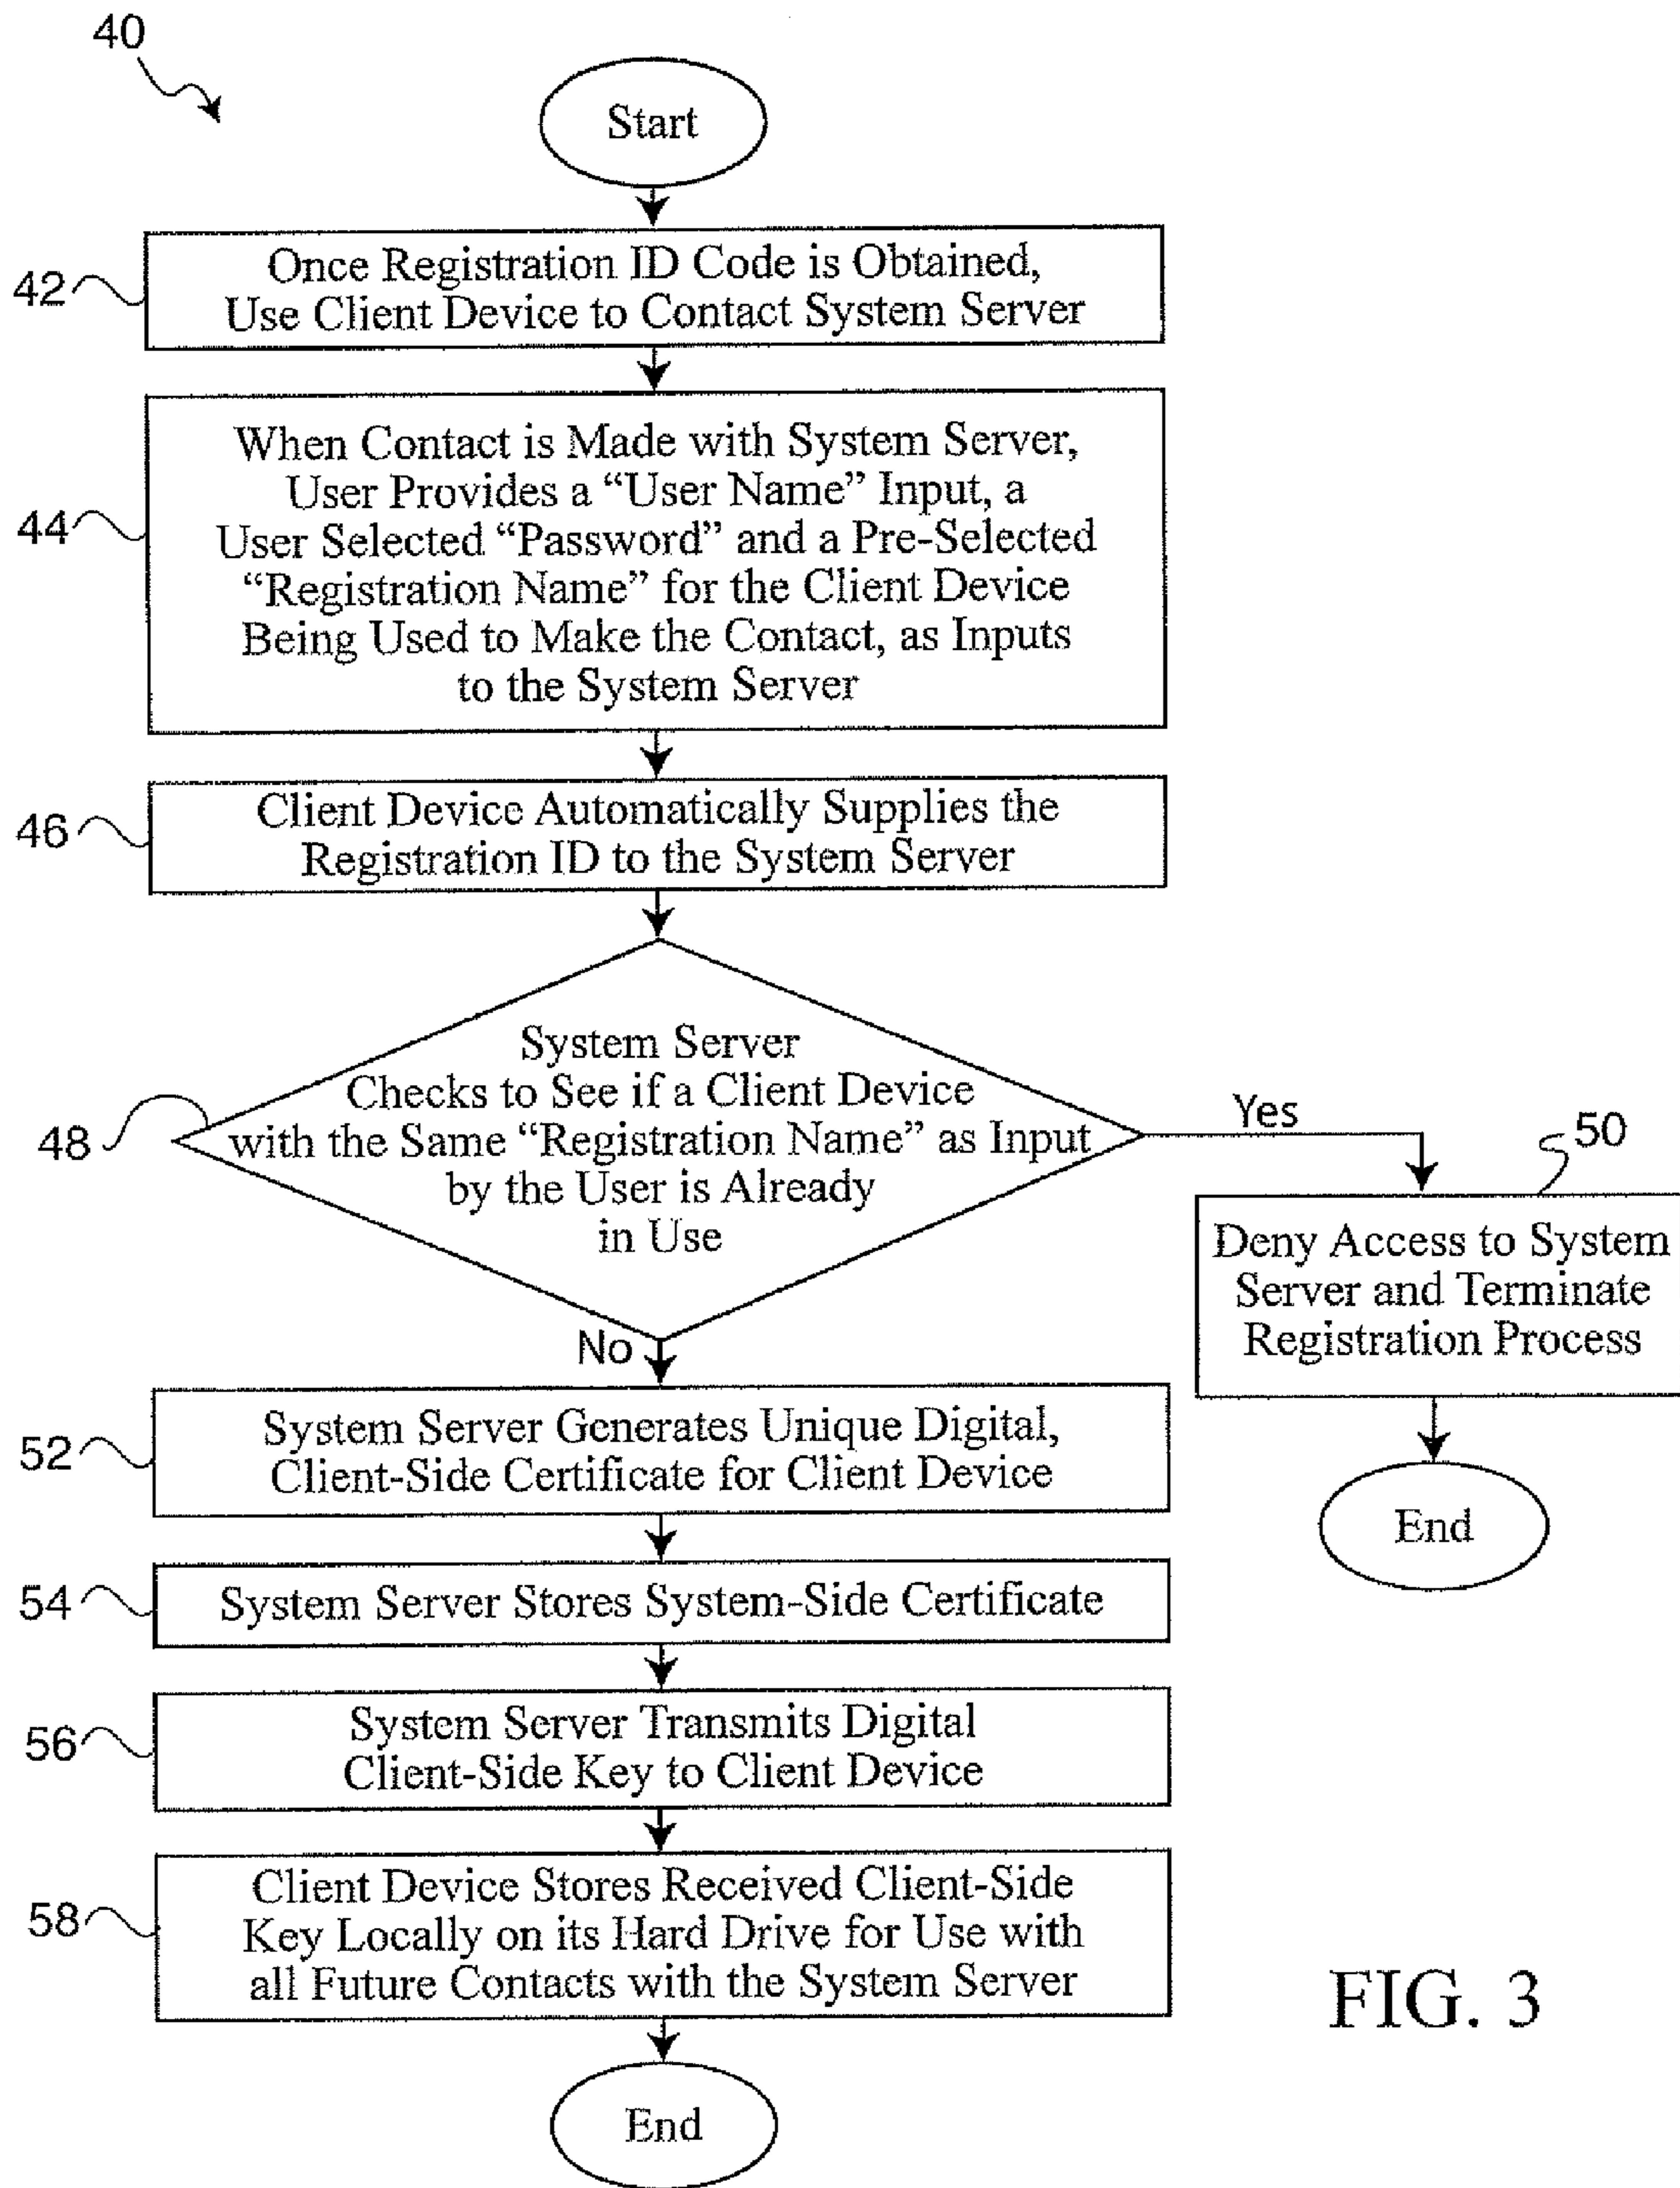 40
Start
42
Once Registration ID Code is Obtained,
Use Client Device to Contact System Server
44
When Contact is Made with System Server,
User Provides a “User Name” Input, a
User Selected “Password” and a Pre-Selected
“Registration Name” for the Client Device
Being Used to Make the Contact, as Inputs
to the System Server
46
Client Device Automatically Supplies the
Registration ID to the System Server
48
System Server
Checks to See if a Client Device
with the Same “Registration Name” as Input
by the User is Already
in Use
Yes
50
Deny Access to System
Server and Terminate
Registration Process
End
No
52
System Server Generates Unique Digital,
Client-Side Certificate for Client Device
54
System Server Stores System-Side Certificate
56
System Server Transmits Digital
Client-Side Key to Client Device
58
Client Device Stores Received Client-Side
Key Locally on its Hard Drive for Use with
all Future Contacts with the System Server
End
FIG. 3